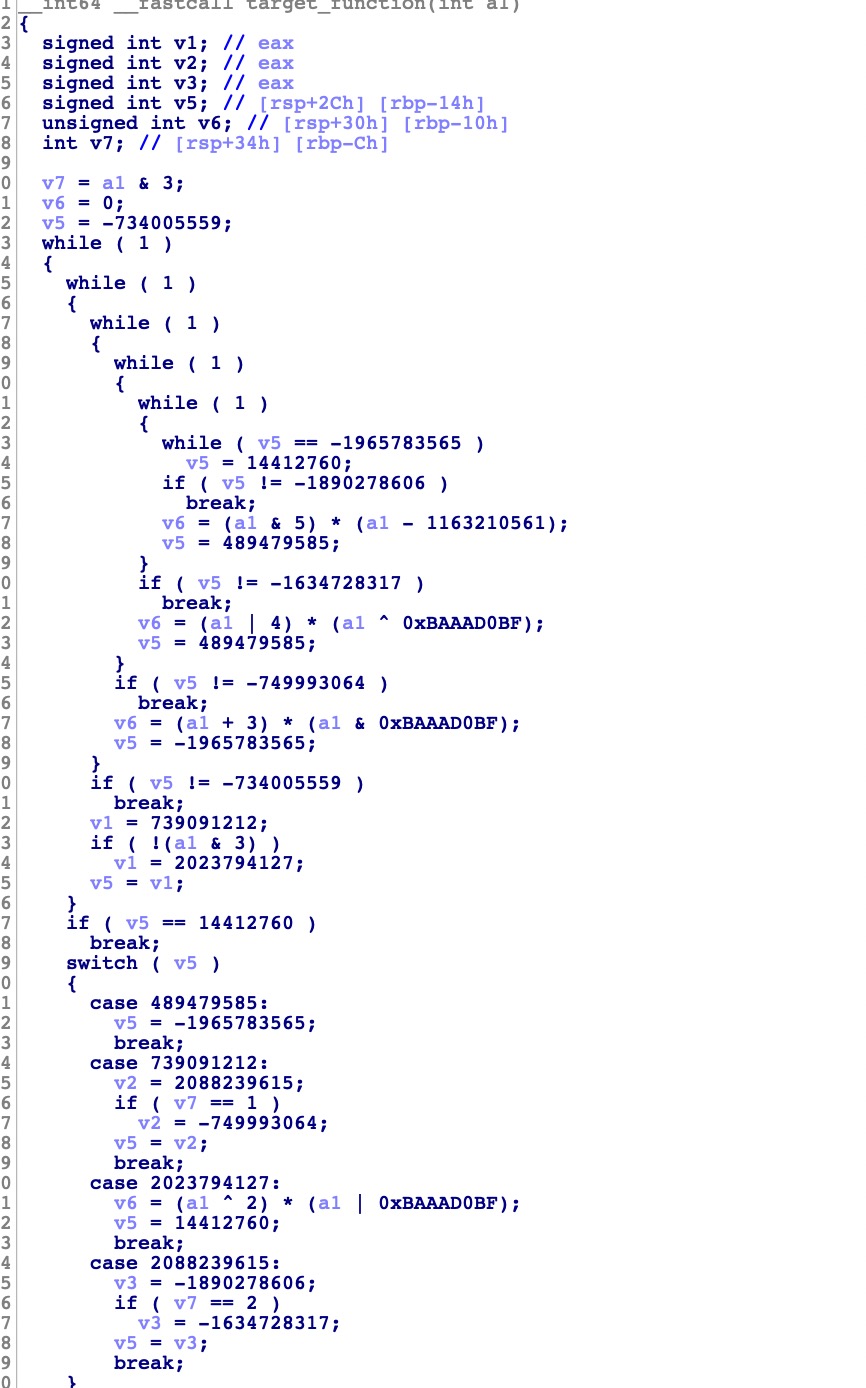 1 __int64 __fastcall target_function(int a1)
2 {
3   signed int v1; // eax
4   signed int v2; // eax
5   signed int v3; // eax
6   signed int v5; // [rsp+2Ch] [rbp-14h]
7   unsigned int v6; // [rsp+30h] [rbp-10h]
8   int v7; // [rsp+34h] [rbp-Ch]
9
0   v7 = a1 & 3;
1   v6 = 0;
2   v5 = -734005559;
3   while ( 1 )
4   {
5     while ( 1 )
6     {
7       while ( 1 )
8       {
9         while ( 1 )
0         {
1           while ( 1 )
2           {
3             while ( v5 == -1965783565 )
4               v5 = 14412760;
5             if ( v5 != -1890278606 )
6               break;
7             v6 = (a1 & 5) * (a1 - 1163210561);
8             v5 = 489479585;
9           }
0           if ( v5 != -1634728317 )
1             break;
2           v6 = (a1 | 4) * (a1 ^ 0xBAAAD0BF);
3           v5 = 489479585;
4         }
5         if ( v5 != -749993064 )
6           break;
7         v6 = (a1 + 3) * (a1 & 0xBAAAD0BF);
8         v5 = -1965783565;
9       }
0       if ( v5 != -734005559 )
1         break;
2       v1 = 739091212;
3       if ( !(a1 & 3) )
4         v1 = 2023794127;
5       v5 = v1;
6     }
7     if ( v5 == 14412760 )
8       break;
9     switch ( v5 )
0     {
1       case 489479585:
2         v5 = -1965783565;
3         break;
4       case 739091212:
5         v2 = 2088239615;
6         if ( v7 == 1 )
7           v2 = -749993064;
8         v5 = v2;
9         break;
0       case 2023794127:
1         v6 = (a1 ^ 2) * (a1 | 0xBAAAD0BF);
2         v5 = 14412760;
3         break;
4       case 2088239615:
5         v3 = -1890278606;
6         if ( v7 == 2 )
7           v3 = -1634728317;
8         v5 = v3;
9         break;
0     }